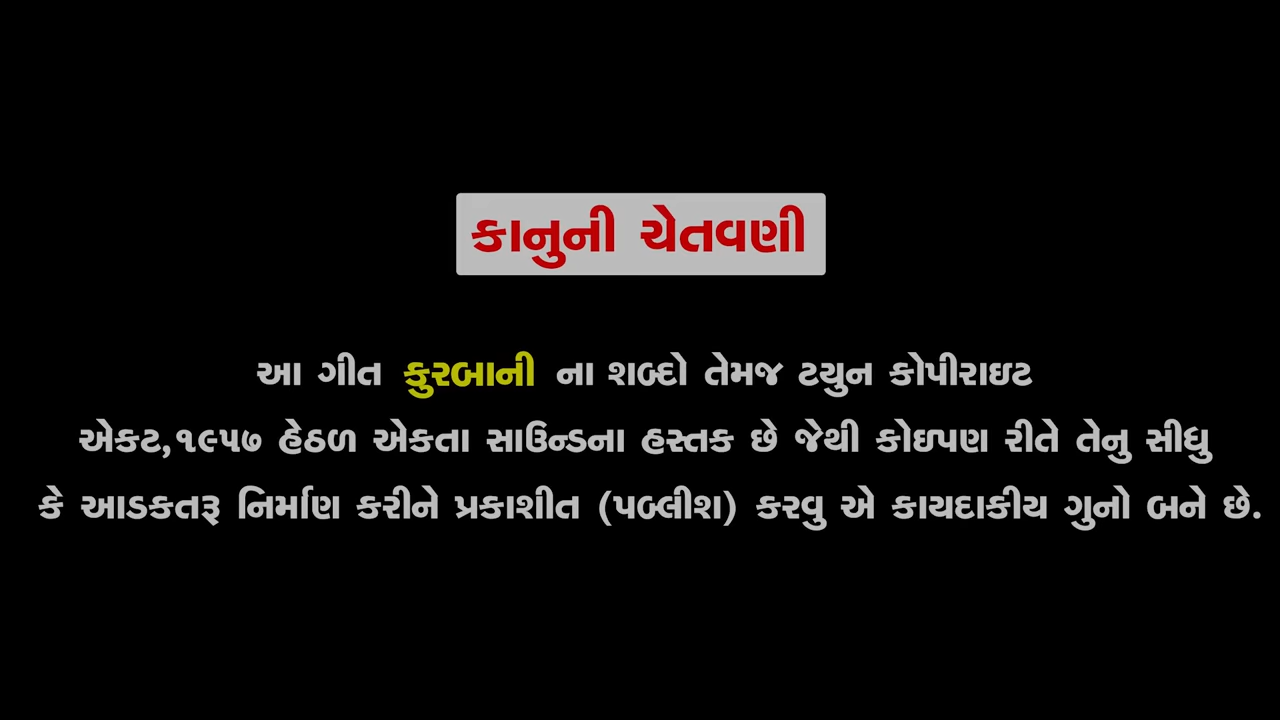 કાનુની ચેતવણી
આ ગીત કુરબાની ના શબ્દો તેમજ ટયુન કોપીરાઇટ
એકટ,૧૯૫૭ હેઠળ એકતા સાઉન્ડના હસ્તક છે જેથી કોઇપણ રીતે તેનુ સીધુ
કે આડકતરૂ નિર્માણ કરીને પ્રકાશીત (પબ્લીશ) કરવુ એ કાયદાકીય ગુનો બને છે.